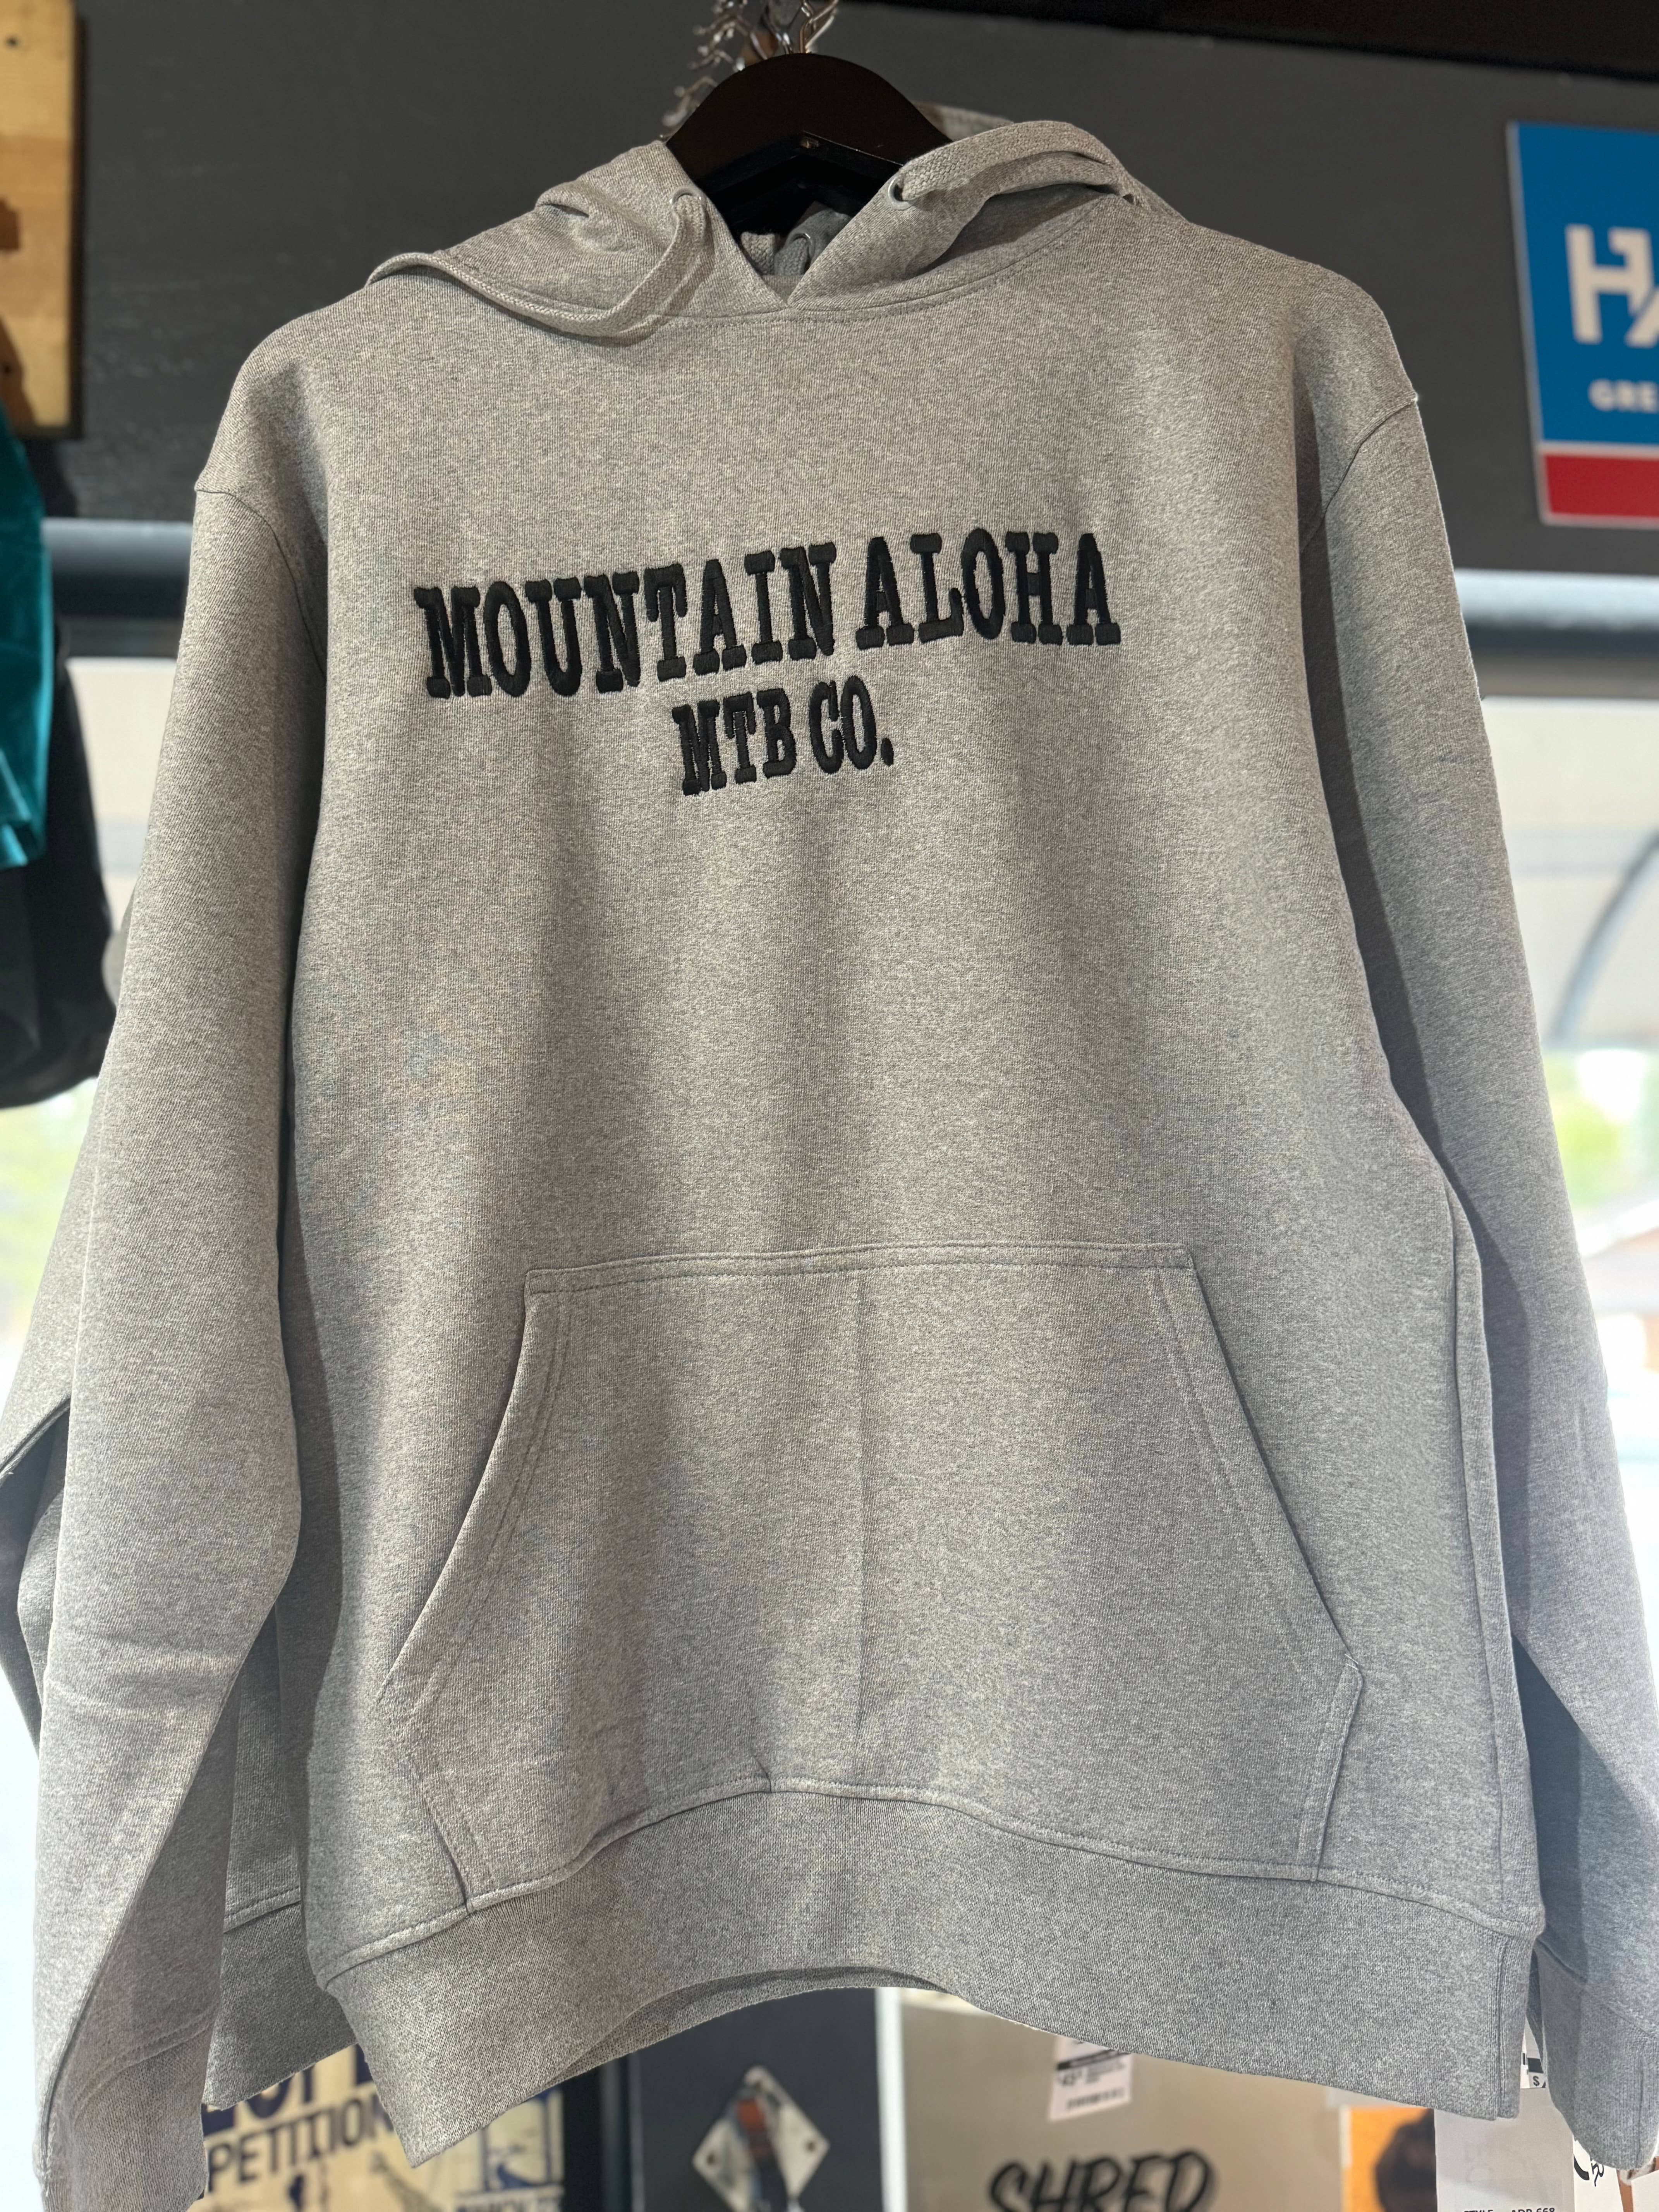 MOUNTAIN ALOHA
MTB CO.
SHRED